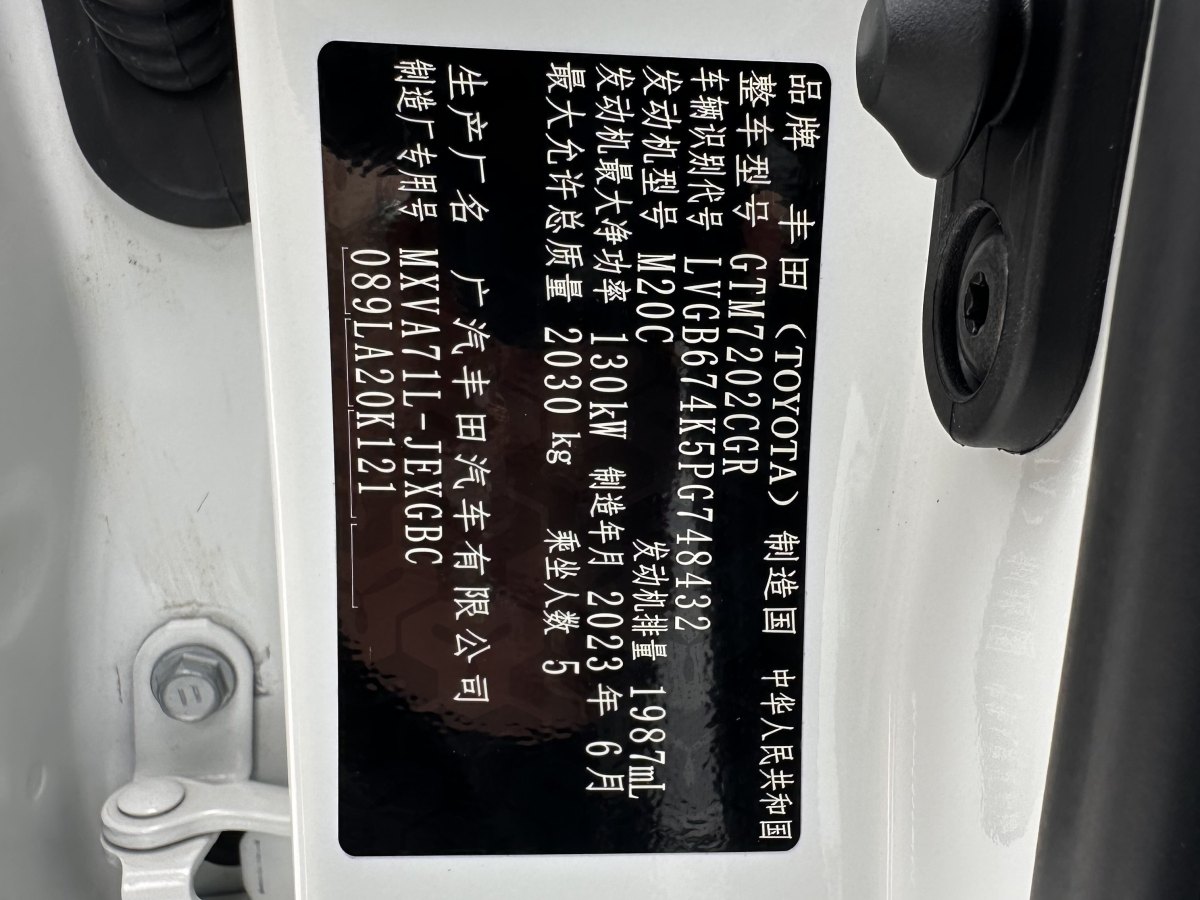 品牌 丰田（TOYOTA） 制造国 中华人民共和国
整车型号 GTM7202CGR
车辆识别代号 LVGB674K5PG748432
发动机型号 M20C 发动机排量 1987mL
发动机最大净功率 130kW 制造年月 2023年 6月
最大允许总质量 2030 kg 乘坐人数 5
生产厂名 广汽丰田汽车有限公司
制造厂专用号 MXVA71L-JEXGBC
089LA20K121